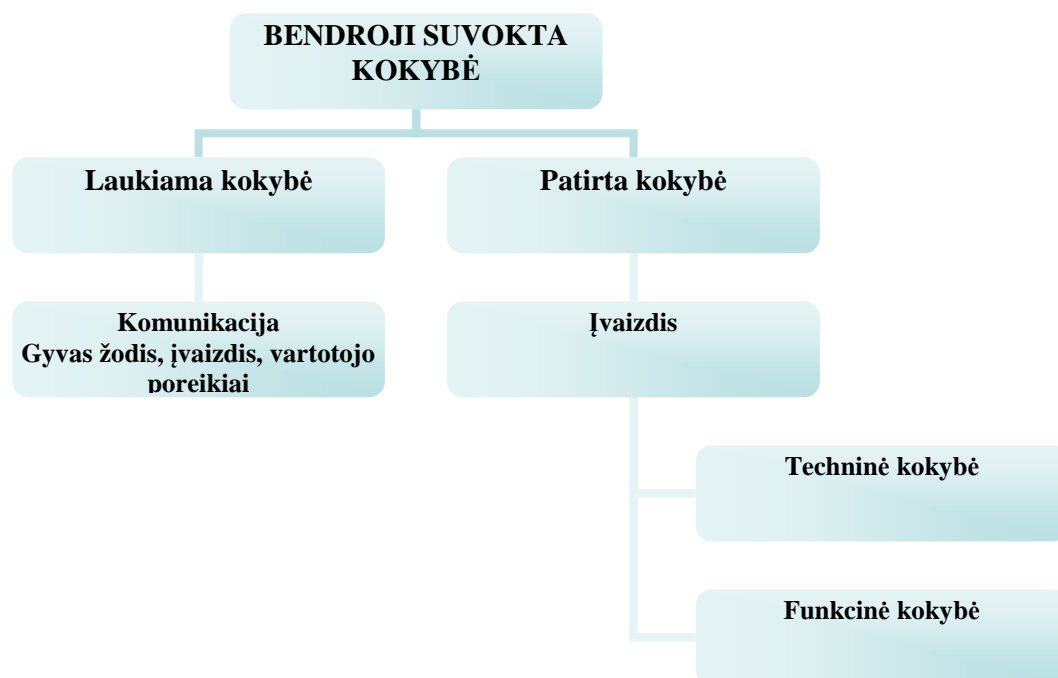 BENDROJI SUVOKTA
KOKYBĖ
Laukiama kokybė
Patirta kokybė
Komunikacija
Gyvas žodis, įvaizdis, vartotojo
poreikiai
Įvaizdis
Techninė kokybė
Funkcinė kokybė